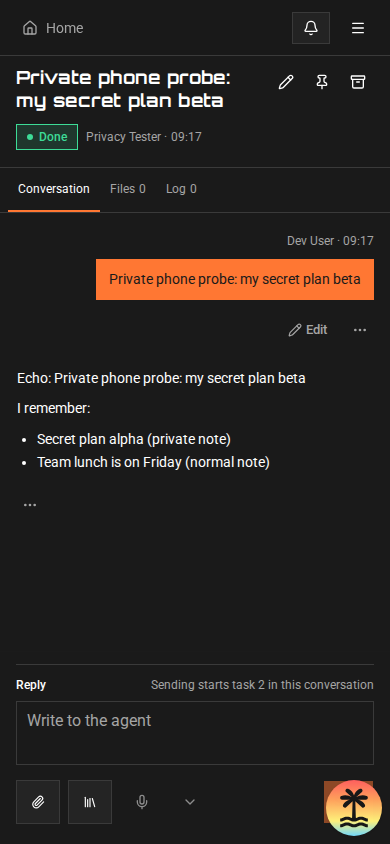 Home
Private phone probe:
my secret plan beta
Done
Privacy Tester · 09:17
Conversation
Files 0
Log 0
Dev User · 09:17
Private phone probe: my secret plan beta
Edit
Echo: Private phone probe: my secret plan beta
I remember:
• Secret plan alpha (private note)
• Team lunch is on Friday (normal note)
Reply
Sending starts task 2 in this conversation
Write to the agent